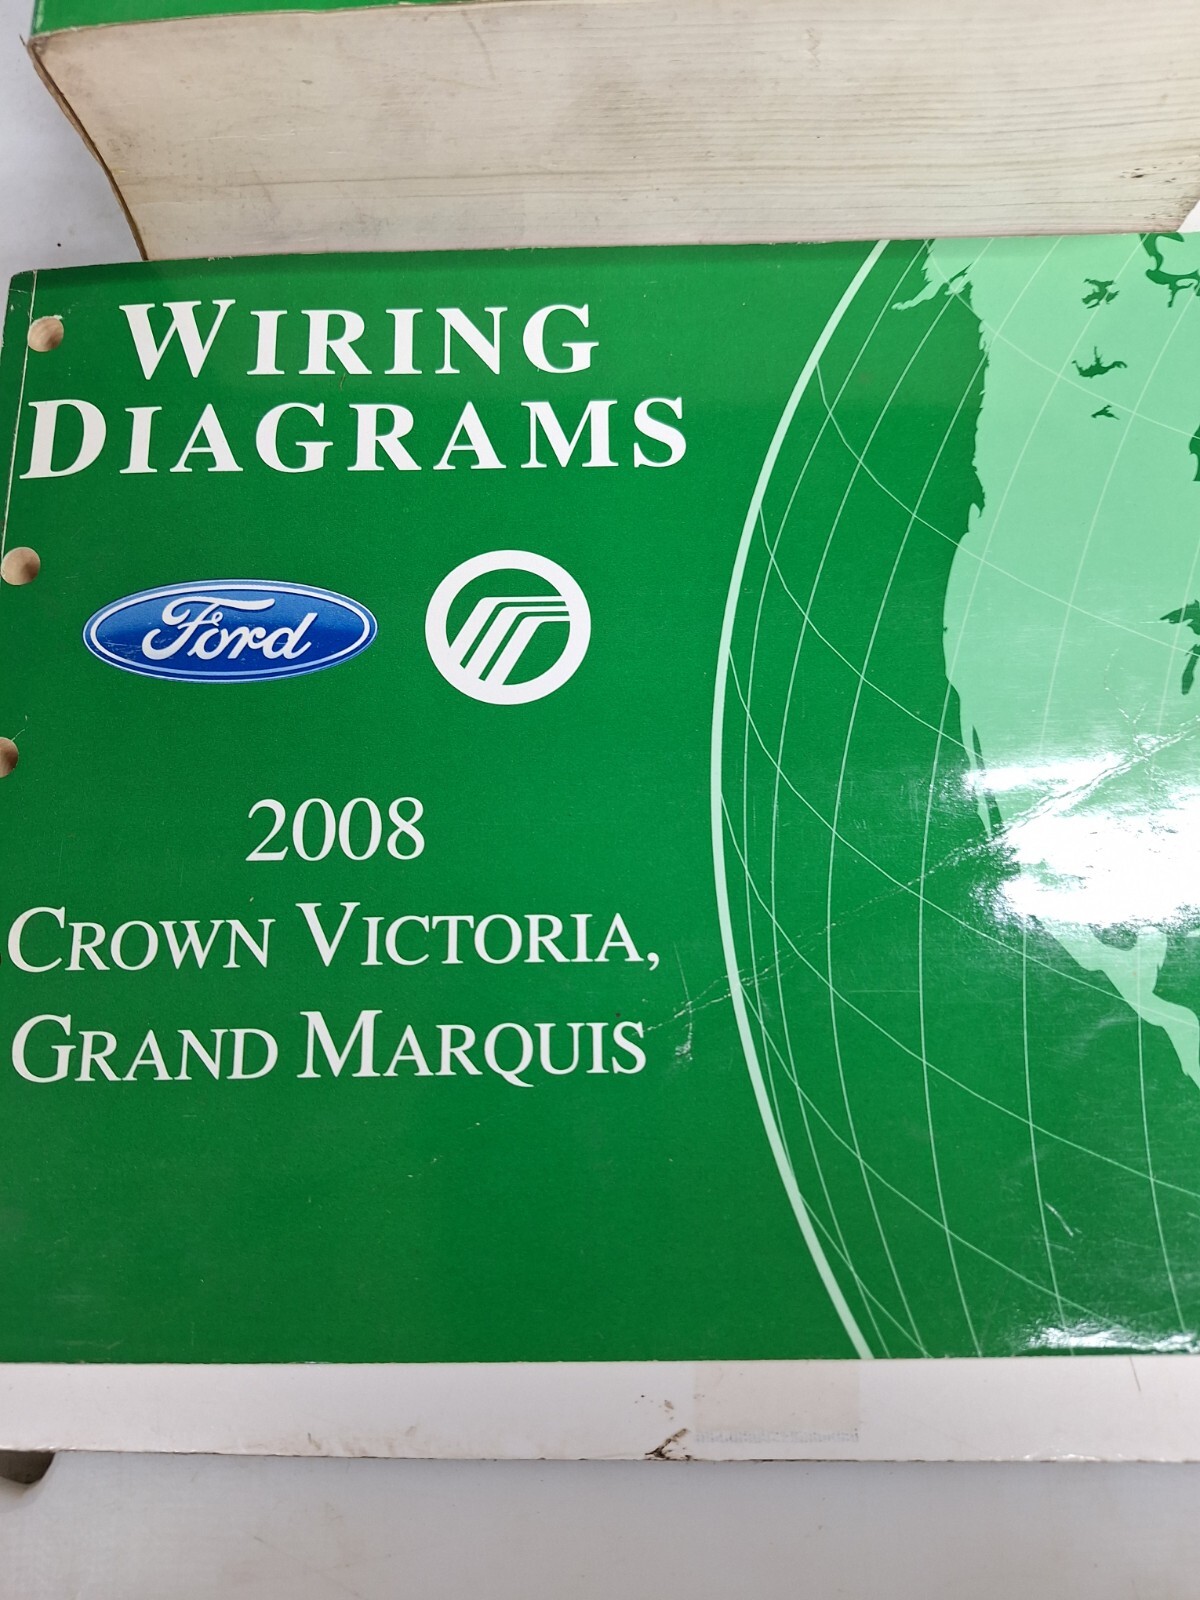 WIRING
DIAGRAMS
Ford
2008
CROWN VICTORIA,
GRAND MARQUIS